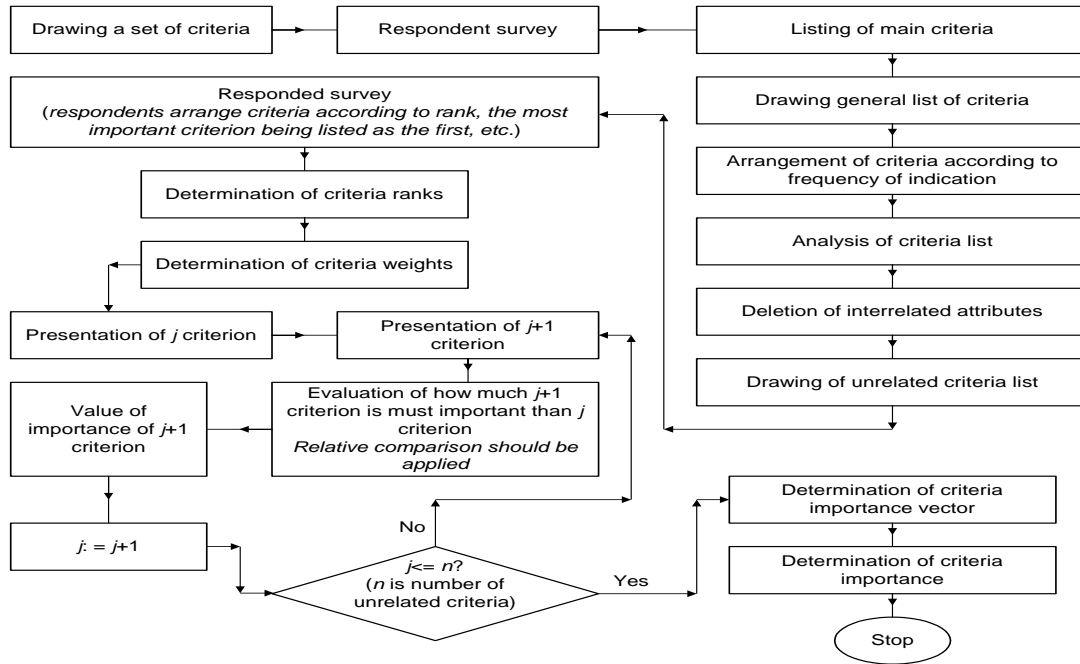 Drawing a set of criteria
Respondent survey
Listing of main criteria
Drawing general list of criteria
Arrangement of criteria according to
frequency of indication
Analysis of criteria list
Deletion of interrelated attributes
Drawing of unrelated criteria list
Responded survey
(respondents arrange criteria according to rank, the most
important criterion being listed as the first, etc.)
Determination of criteria ranks
Determination of criteria weights
Presentation of j criterion
Presentation of j+1
criterion
Evaluation of how much j+1
criterion is must important than j
criterion
Relative comparison should be
applied
Value of
importance of j+1
criterion
j: = j+1
j<= n?
(n is number of
unrelated criteria)
No
Yes
Determination of criteria
importance vector
Determination of criteria
importance
Stop